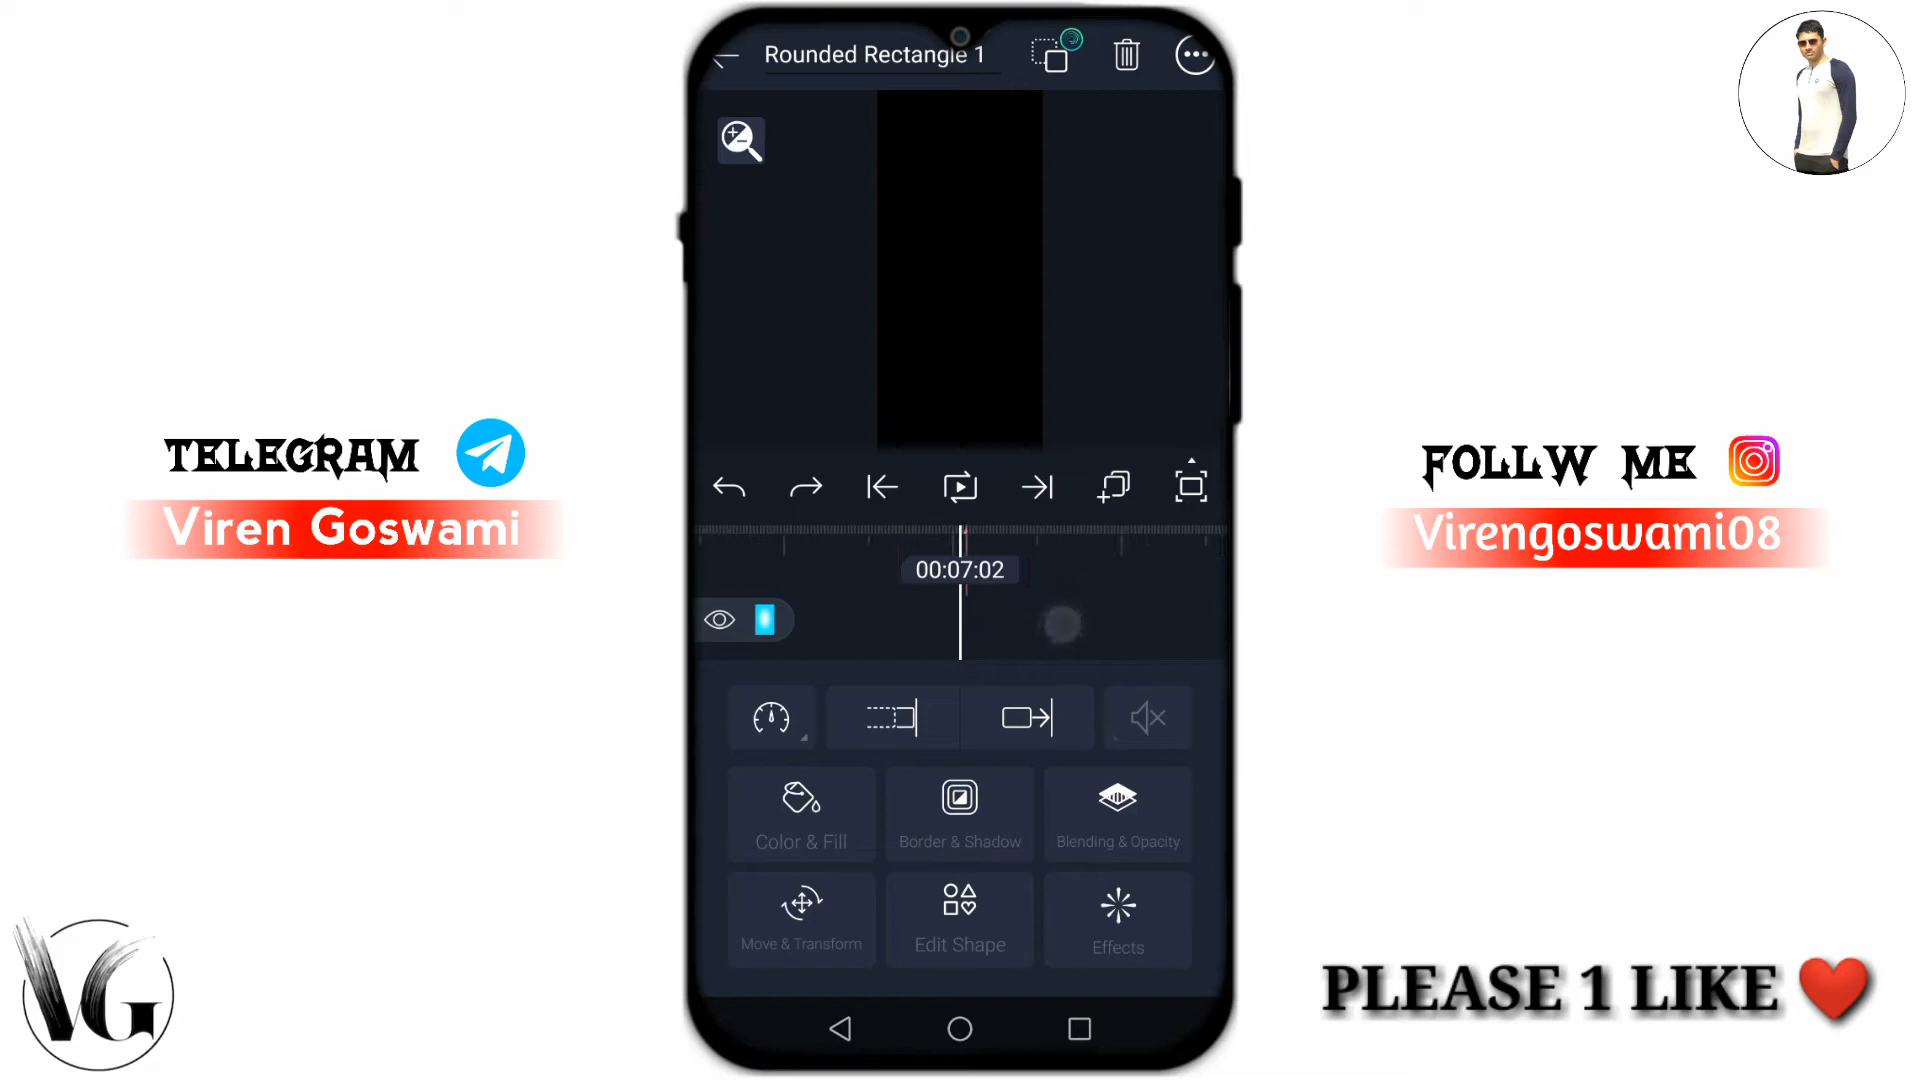 Rounded Rectangle 1
TELEGRAM
Viren Goswami
FOLLW ME
Virengoswami08
00:07:02
Color & Fill
Border & Shadow
Blending & Opacity
Move & Transform
Edit Shape
Effects
VG
PLEASE 1 LIKE ❤️